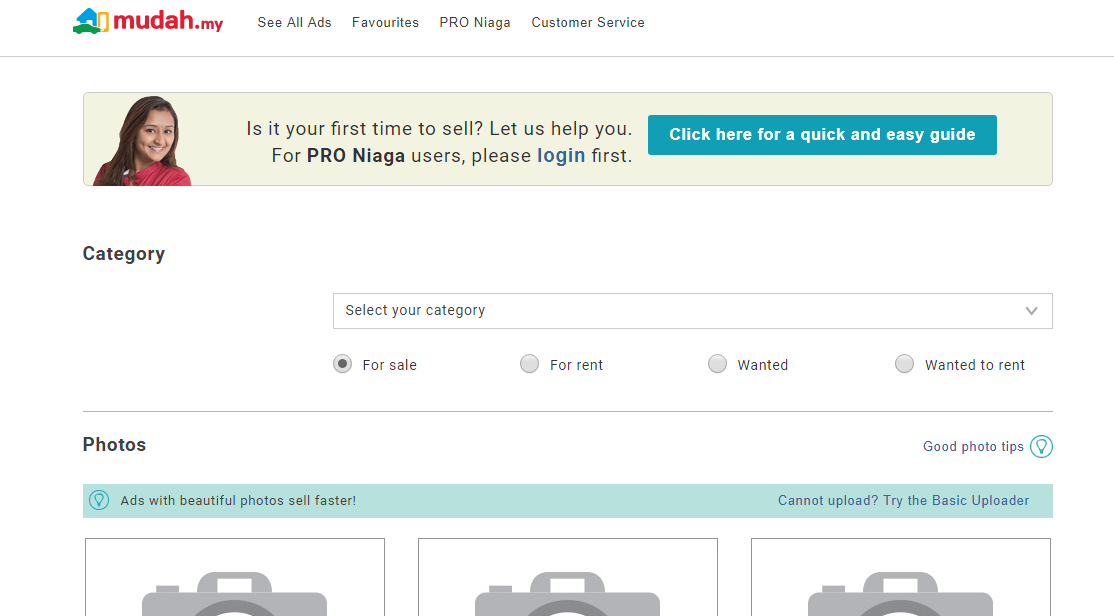 mudah.my
See All Ads Favourites PRO Niaga Customer Service
Is it your first time to sell? Let us help you.
For PRO Niaga users, please login first.
Click here for a quick and easy guide
Category
Select your category
For sale For rent Wanted Wanted to rent
Photos
Good photo tips
Ads with beautiful photos sell faster!
Cannot upload? Try the Basic Uploader